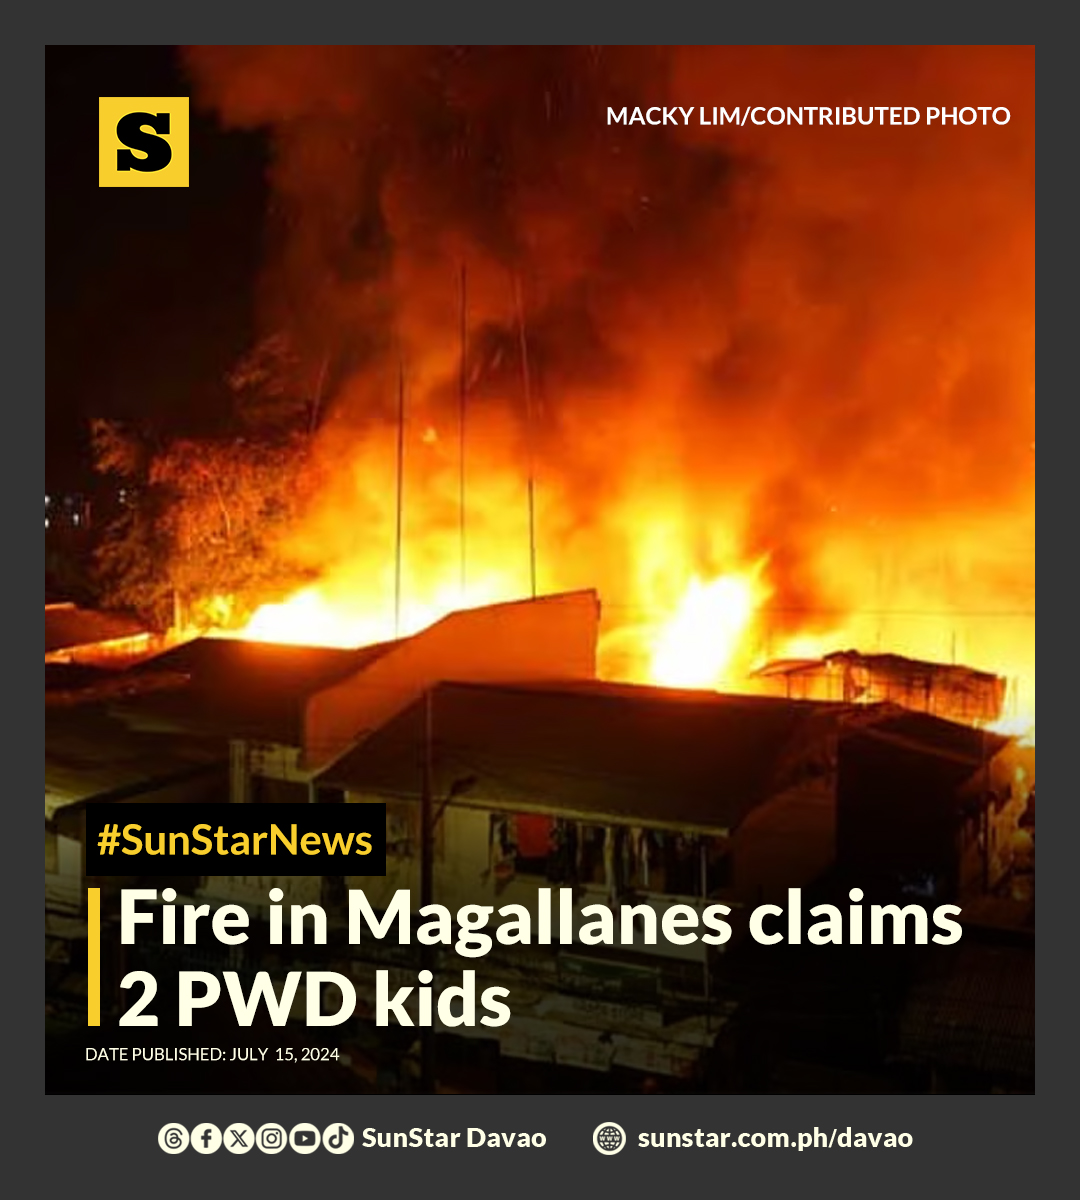 S
MACKY LIM/CONTRIBUTED PHOTO
#SunStarNews
Fire in Magallanes claims
2 PWD kids
DATE PUBLISHED: JULY 15, 2024
SunStar Davao
sunstar.com.ph/davao